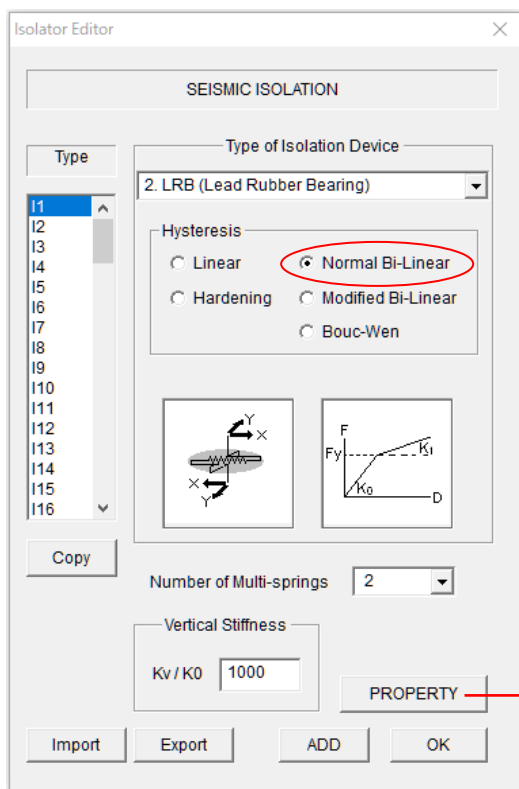 Isolator Editor
SEISMIC ISOLATION
Type
I1
I2
I3
I4
I5
I6
I7
I8
I9
I10
I11
I12
I13
I14
I15
I16
Copy
Type of Isolation Device
2. LRB (Lead Rubber Bearing)
Hysteresis
Linear Normal Bi-Linear
Hardening Modified Bi-Linear
Bouc-Wen
Y
X
X
Y
F
Fy K1
K0
D
Number of Multi-springs 2
Vertical Stiffness
Kv / K0 1000
PROPERTY
Import Export ADD OK